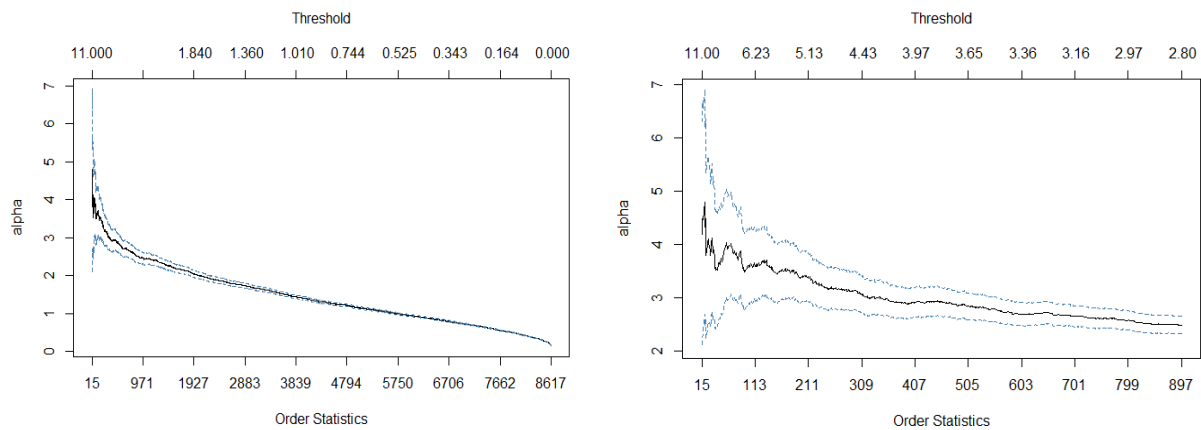 Threshold
11.000 1.840 1.360 1.010 0.744 0.525 0.343 0.164 0.000
alpha
7
6
5
4
3
2
1
0
15 971 1927 2883 3839 4794 5750 6706 7662 8617
Order Statistics
Threshold
11.00 6.23 5.13 4.43 3.97 3.65 3.36 3.16 2.97 2.80
alpha
7
6
5
4
3
2
15 113 211 309 407 505 603 701 799 897
Order Statistics